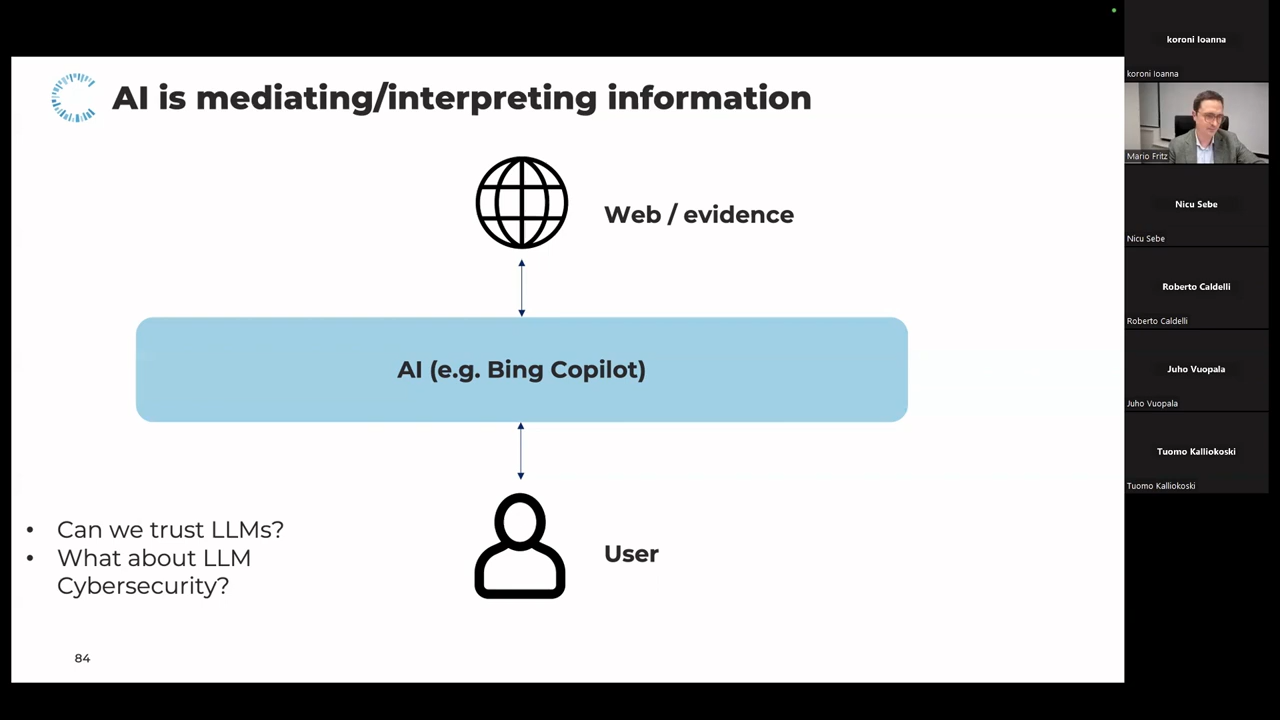 AI is mediating/interpreting information
Web / evidence
AI (e.g. Bing Copilot)
• Can we trust LLMs?
• What about LLM
Cybersecurity?
User
84
koroni Ioanna
koroni Ioanna
Mario Fritz
Nicu Sebe
Nicu Sebe
Roberto Caldelli
Roberto Caldelli
Juho Vuopala
Juho Vuopala
Tuomo Kalliokoski
Tuomo Kalliokoski